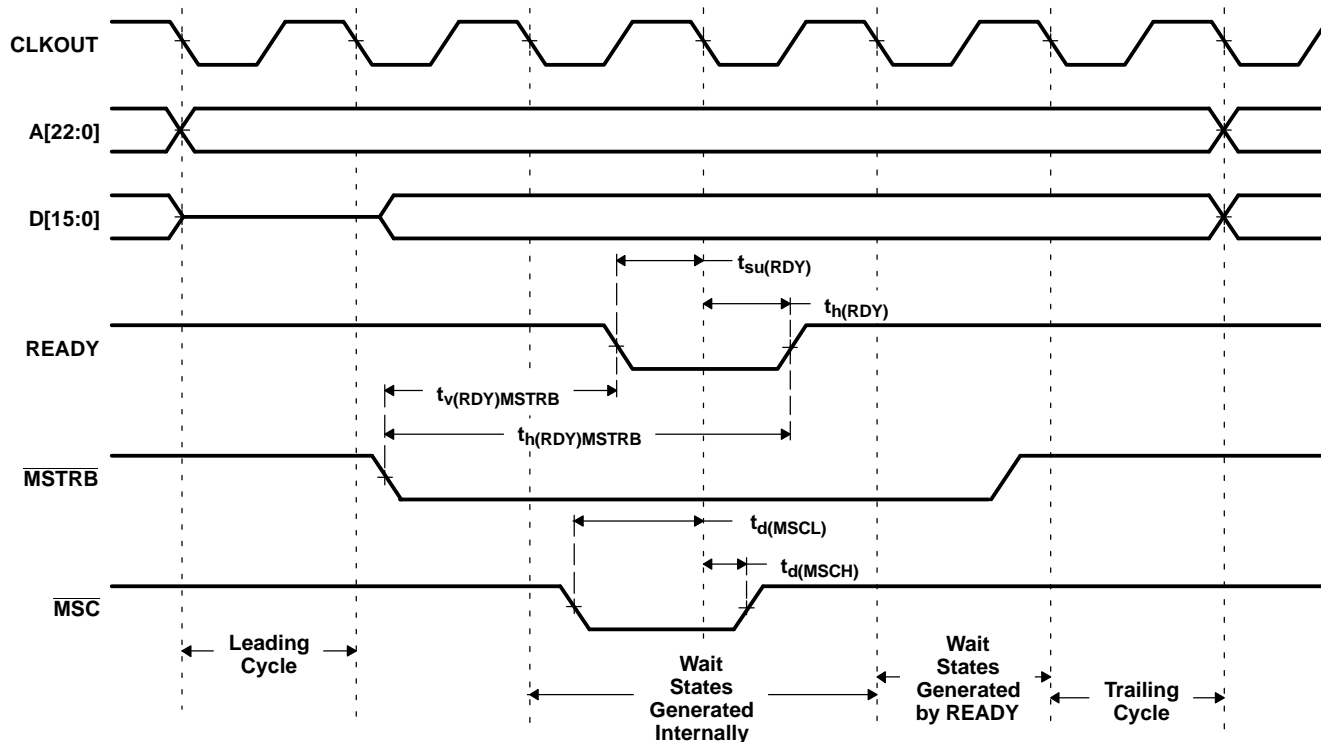 CLKOUT
A[22:0]
D[15:0]
tsu(RDY)
th(RDY)
READY
tv(RDY)MSTRB
th(RDY)MSTRB
MSTRB
td(MSCL)
td(MSCH)
MSC
Leading
Cycle
Wait
States
Generated
Internally
Wait
States
Generated
by READY
Trailing
Cycle